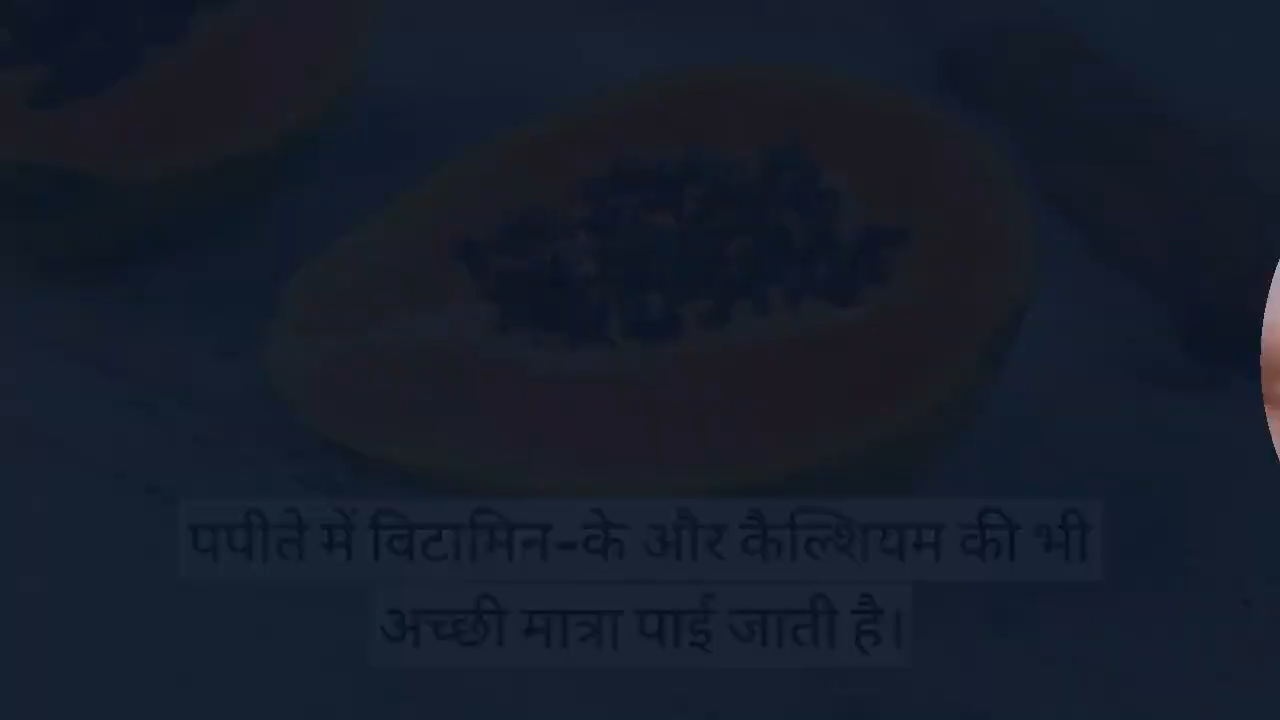 पपीते में विटामिन-के और कैल्शियम की भी
अच्छी मात्रा पाई जाती है।